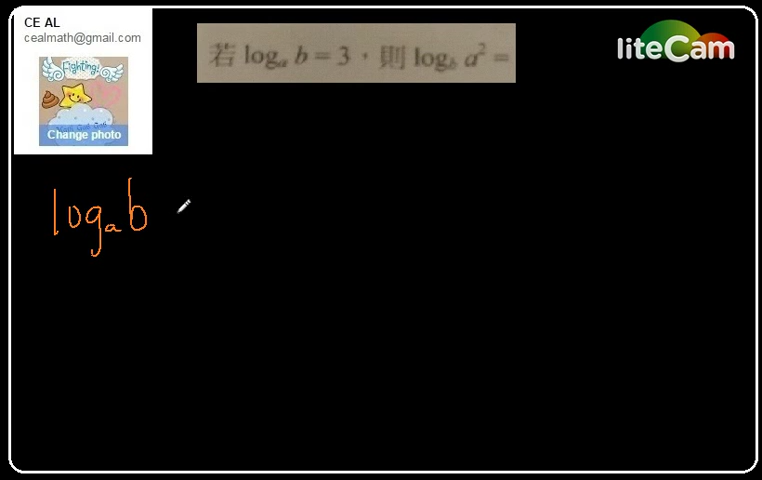 CE AL
cealmath@gmail.com
Fighting!
Change photo
若 logₐ b = 3，則 log_b a² =
liteCam
logₐb